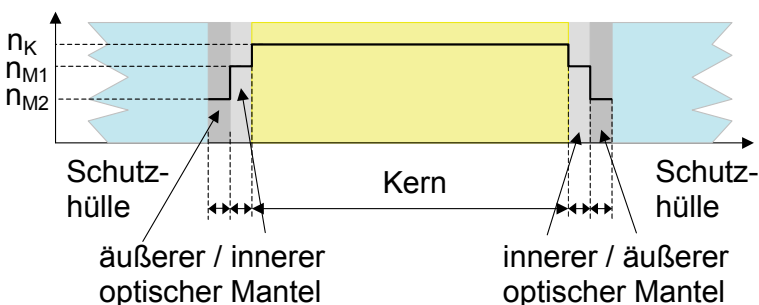 n_K
n_M1
n_M2
Schutz-
hülle
Kern
Schutz-
hülle
äußerer / innerer
optischer Mantel
innerer / äußerer
optischer Mantel